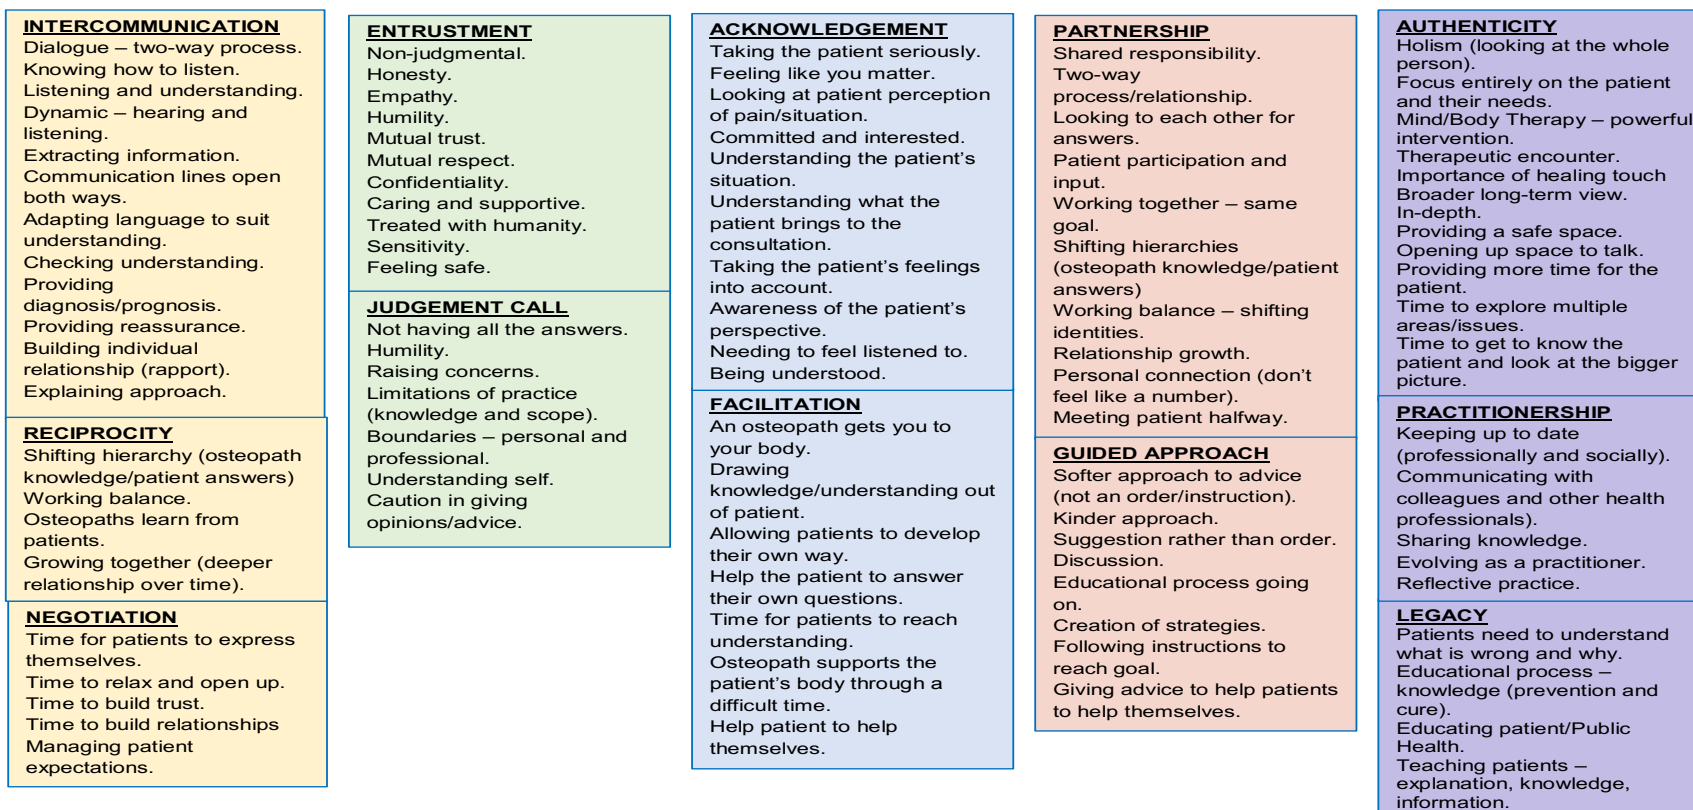 INTERCOMMUNICATION
Dialogue – two-way process.
Knowing how to listen.
Listening and understanding.
Dynamic – hearing and
listening.
Extracting information.
Communication lines open
both ways.
Adapting language to suit
understanding.
Checking understanding.
Providing
diagnosis/prognosis.
Providing reassurance.
Building individual
relationship (rapport).
Explaining approach.
RECIPROCITY
Shifting hierarchy (osteopath
knowledge/patient answers)
Working balance.
Osteopaths learn from
patients.
Growing together (deeper
relationship over time).
NEGOTIATION
Time for patients to express
themselves.
Time to relax and open up.
Time to build trust.
Time to build relationships
Managing patient
expectations.
ENTRUSTMENT
Non-judgmental.
Honesty.
Empathy.
Humility.
Mutual trust.
Mutual respect.
Confidentiality.
Caring and supportive.
Treated with humanity.
Sensitivity.
Feeling safe.
JUDGEMENT CALL
Not having all the answers.
Humility.
Raising concerns.
Limitations of practice
(knowledge and scope).
Boundaries – personal and
professional.
Understanding self.
Caution in giving
opinions/advice.
ACKNOWLEDGEMENT
Taking the patient seriously.
Feeling like you matter.
Looking at patient perception
of pain/situation.
Committed and interested.
Understanding the patient’s
situation.
Understanding what the
patient brings to the
consultation.
Taking the patient’s feelings
into account.
Awareness of the patient’s
perspective.
Needing to feel listened to.
Being understood.
FACILITATION
An osteopath gets you to
your body.
Drawing
knowledge/understanding out
of patient.
Allowing patients to develop
their own way.
Help the patient to answer
their own questions.
Time for patients to reach
understanding.
Osteopath supports the
patient’s body through a
difficult time.
Help patient to help
themselves.
PARTNERSHIP
Shared responsibility.
Two-way
process/relationship.
Looking to each other for
answers.
Patient participation and
input.
Working together – same
goal.
Shifting hierarchies
(osteopath knowledge/patient
answers)
Working balance – shifting
identities.
Relationship growth.
Personal connection (don’t
feel like a number).
Meeting patient halfway.
GUIDED APPROACH
Softer approach to advice
(not an order/instruction).
Kinder approach.
Suggestion rather than order.
Discussion.
Educational process going
on.
Creation of strategies.
Following instructions to
reach goal.
Giving advice to help patients
to help themselves.
AUTHENTICITY
Holism (looking at the whole
person).
Focus entirely on the patient
and their needs.
Mind/Body Therapy – powerful
intervention.
Therapeutic encounter.
Importance of healing touch
Broader long-term view.
In-depth.
Providing a safe space.
Opening up space to talk.
Providing more time for the
patient.
Time to explore multiple
areas/issues.
Time to get to know the
patient and look at the bigger
picture.
PRACTITIONERSHIP
Keeping up to date
(professionally and socially).
Communicating with
colleagues and other health
professionals).
Sharing knowledge.
Evolving as a practitioner.
Reflective practice.
LEGACY
Patients need to understand
what is wrong and why.
Educational process –
knowledge (prevention and
cure).
Educating patient/Public
Health.
Teaching patients –
explanation, knowledge,
information.